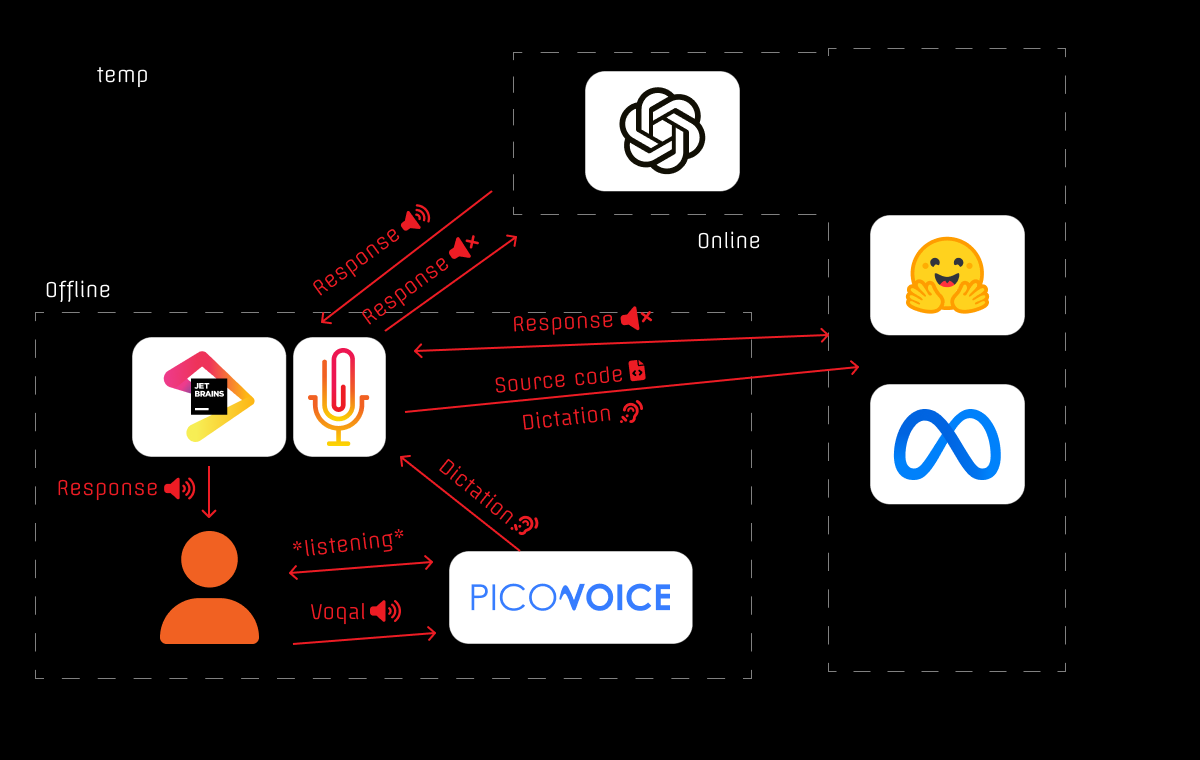 temp
Online
Offline
Response
Response
Response
Source code
Dictation
JET
BRAINS
Response
Dictation
*listening*
Voqal
PICOVOICE